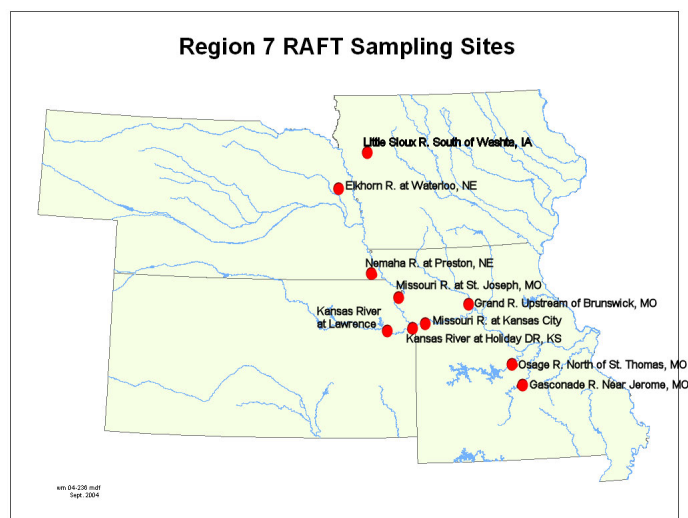 Region 7 RAFT Sampling Sites
Little Sioux R. South of Washta, IA
Elkhorn R. at Waterloo, NE
Nemaha R. at Preston, NE
Missouri R. at St. Joseph, MO
Grand R. Upstream of Brunswick, MO
Kansas River
at Lawrence
Missouri R. at Kansas City
Kansas River at Holiday DR, KS
Osage R. North of St. Thomas, MO
Gasconade R. Near Jerome, MO
wm 04-236 mdf
Sept. 2004